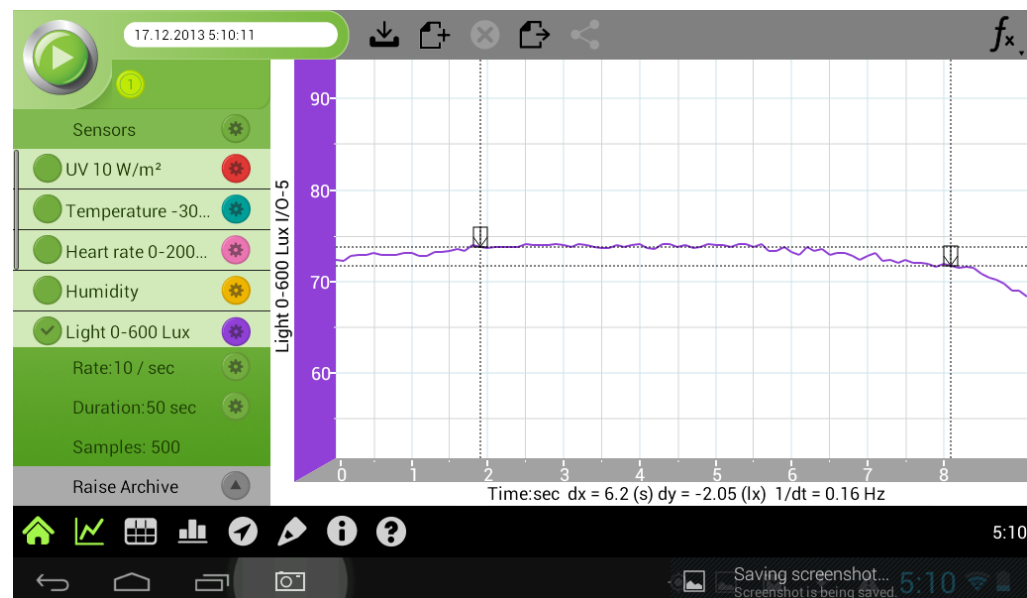 17.12.2013 5:10:11
fx
1
Sensors
UV 10 W/m²
Temperature -30...
Heart rate 0-200...
Humidity
Light 0-600 Lux
Rate:10 / sec
Duration:50 sec
Samples: 500
Raise Archive
Light 0-600 Lux I/O-5
90
80
70
60
0 1 2 3 4 5 6 7 8
Time:sec dx = 6.2 (s) dy = -2.05 (lx) 1/dt = 0.16 Hz
5:10
Saving screenshot...
Screenshot is being saved.
5:10